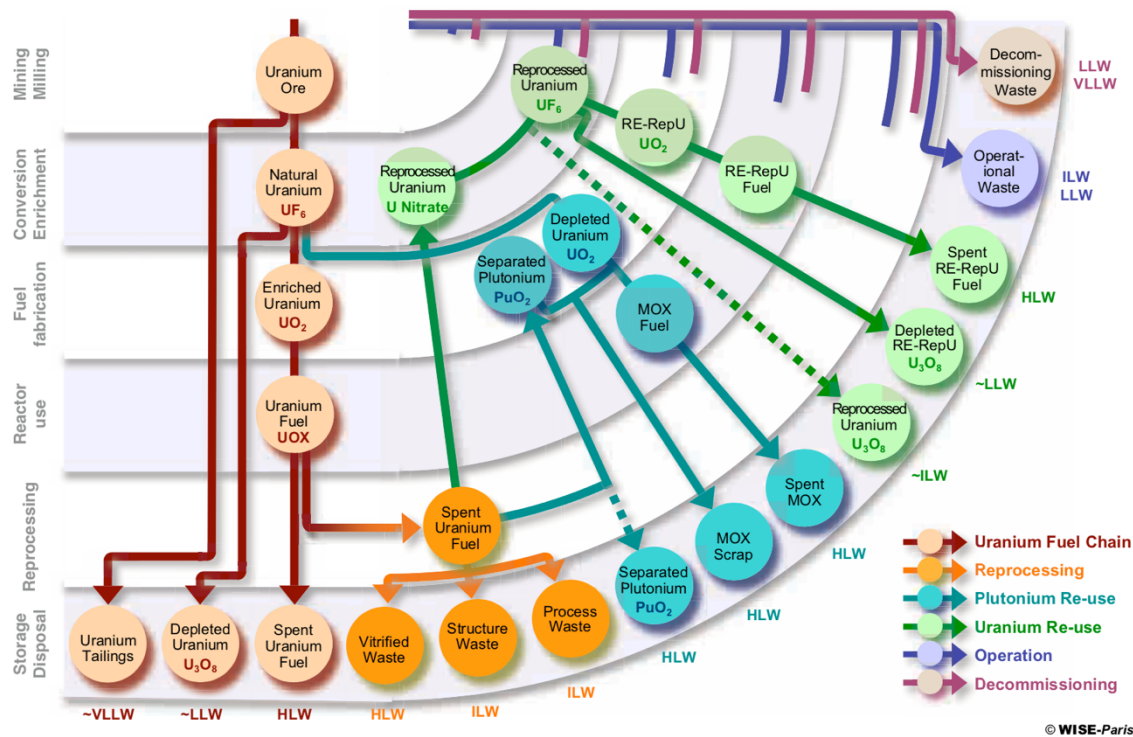 Mining
Milling
Conversion
Enrichment
Fuel
fabrication
Reactor
use
Reprocessing
Storage
Disposal
Uranium
Ore
Natural
Uranium
UF6
Enriched
Uranium
UO2
Uranium
Fuel
UOX
Uranium
Tailings
~VLLW
Depleted
Uranium
U3O8
~LLW
Spent
Uranium
Fuel
HLW
Spent
Uranium
Fuel
Vitrified
Waste
HLW
Structure
Waste
ILW
Process
Waste
ILW
Reprocessed
Uranium
U Nitrate
Reprocessed
Uranium
UF6
RE-RepU
UO2
RE-RepU
Fuel
Spent
RE-RepU
Fuel
HLW
Depleted
RE-RepU
U3O8
~LLW
Reprocessed
Uranium
U3O8
~ILW
Depleted
Uranium
UO2
Separated
Plutonium
PuO2
MOX
Fuel
Spent
MOX
HLW
MOX
Scrap
HLW
Separated
Plutonium
PuO2
HLW
Decom-
missioning
Waste
LLW
VLLW
Operat-
ional
Waste
ILW
LLW
Uranium Fuel Chain
Reprocessing
Plutonium Re-use
Uranium Re-use
Operation
Decommissioning
© WISE-Paris